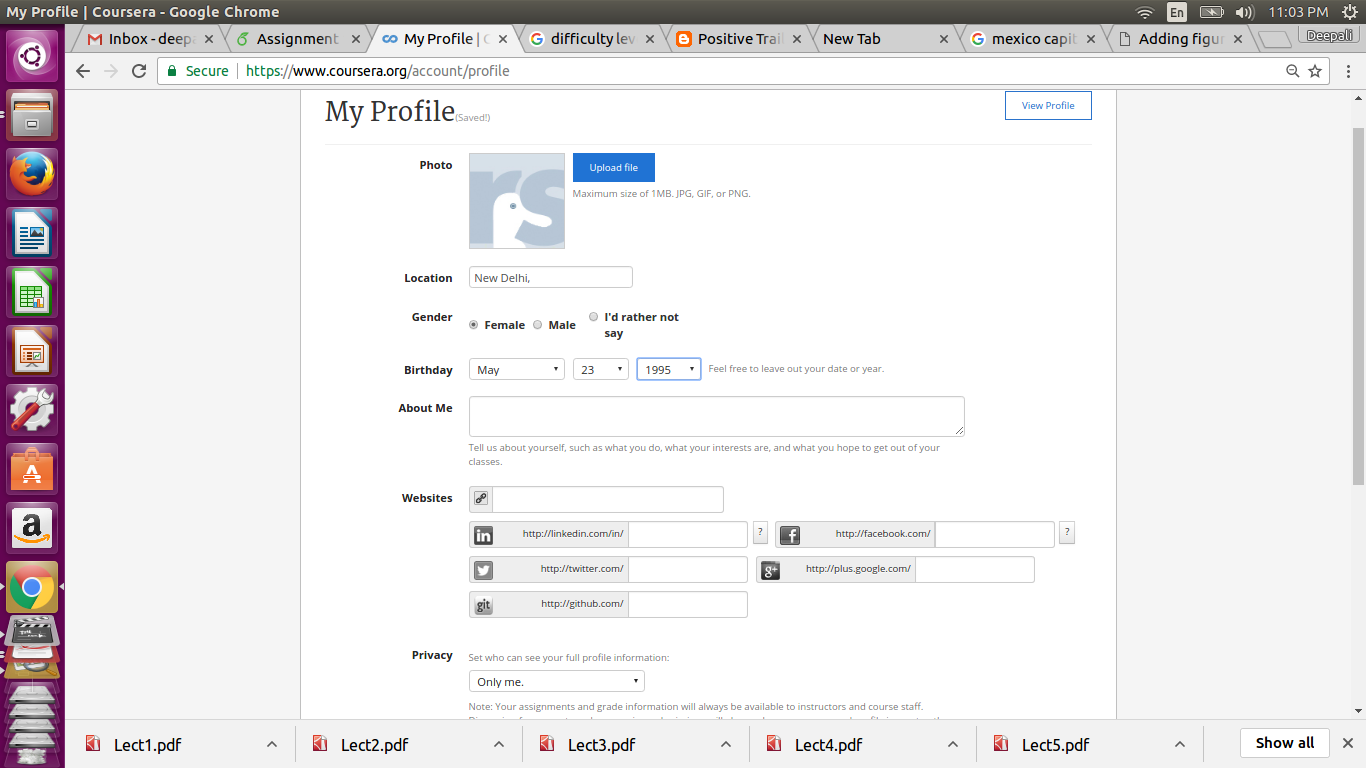 My Profile | Coursera - Google Chrome
En
11:03 PM
Inbox - deep
Assignment
My Profile |
difficulty lev
Positive Trai
New Tab
mexico capit
Adding figur
Deepali
Secure
https://www.coursera.org/account/profile
My Profile (Saved!)
View Profile
Photo
rs
Upload file
Maximum size of 1MB. JPG, GIF, or PNG.
Location
New Delhi,
Gender
Female
Male
I'd rather not
say
Birthday
May
23
1995
Feel free to leave out your date or year.
About Me
Tell us about yourself, such as what you do, what your interests are, and what you hope to get out of your
classes.
Websites
in
http://linkedin.com/in/
?
f
http://facebook.com/
?
http://twitter.com/
g+
http://plus.google.com/
git
http://github.com/
Privacy
Set who can see your full profile information:
Only me.
Note: Your assignments and grade information will always be available to instructors and course staff.
Lect1.pdf
Lect2.pdf
Lect3.pdf
Lect4.pdf
Lect5.pdf
Show all